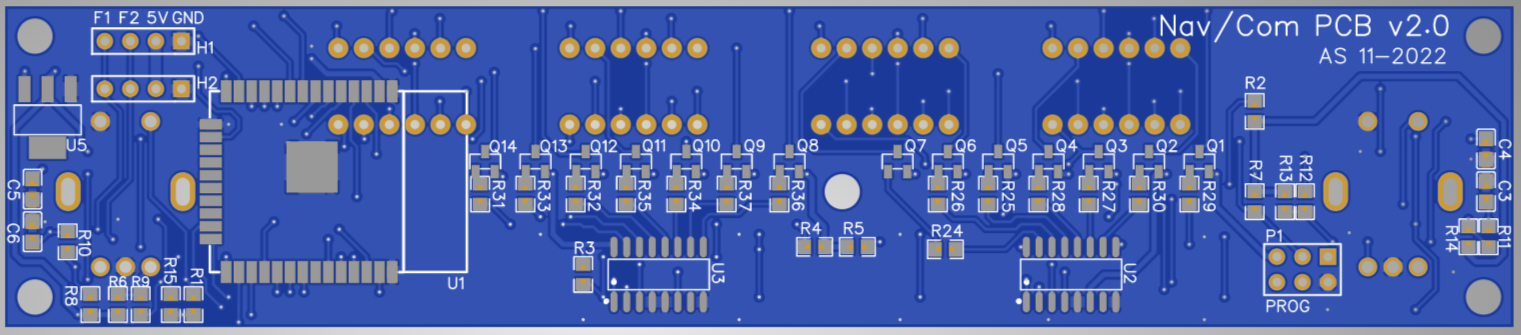 F1 F2 5V GND
H1
H2
Nav/Com PCB v2.0
AS 11-2022
R2
U5
Q14 Q13 Q12 Q11 Q10 Q9 Q8 Q7 Q6 Q5 Q4 Q3 Q2 Q1
C4
C5
R31 R33 R32 R35 R34 R37 R36 R26 R25 R28 R27 R30 R29
R7 R13 R12
C3
C6
R10
R4 R5
R24
R3
P1
R14 R11
U1
U3
U2
R8 R6 R9 R15 R1
PROG